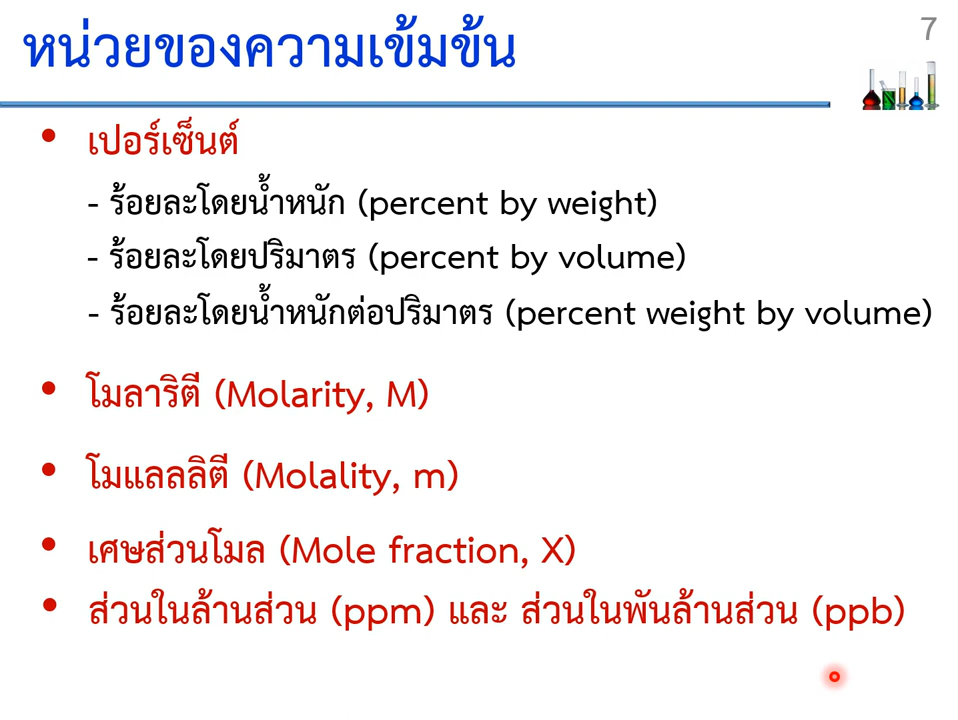 7
หน่วยของความเข้มข้น
• เปอร์เซ็นต์
- ร้อยละโดยน้ำหนัก (percent by weight)
- ร้อยละโดยปริมาตร (percent by volume)
- ร้อยละโดยน้ำหนักต่อปริมาตร (percent weight by volume)
• โมลาริตี (Molarity, M)
• โมแลลลิตี (Molality, m)
• เศษส่วนโมล (Mole fraction, X)
• ส่วนในล้านส่วน (ppm) และ ส่วนในพันล้านส่วน (ppb)